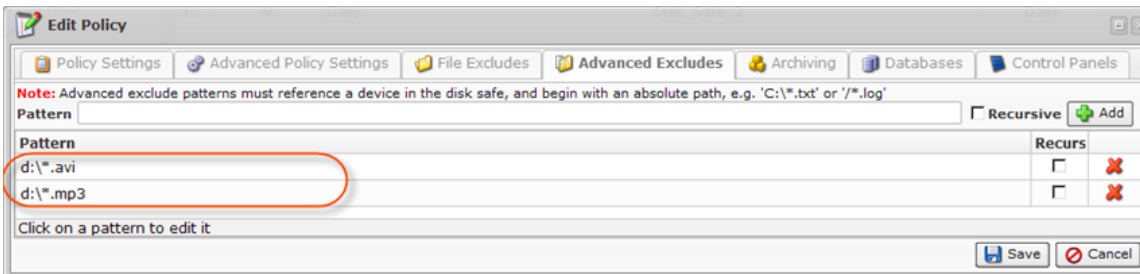 Edit Policy
Policy Settings Advanced Policy Settings File Excludes Advanced Excludes Archiving Databases Control Panels
Note: Advanced exclude patterns must reference a device in the disk safe, and begin with an absolute path, e.g. 'C:\*.txt' or '/*.log'
Pattern Recursive Add
Pattern Recurs
d:\*.avi
d:\*.mp3
Click on a pattern to edit it
Save Cancel